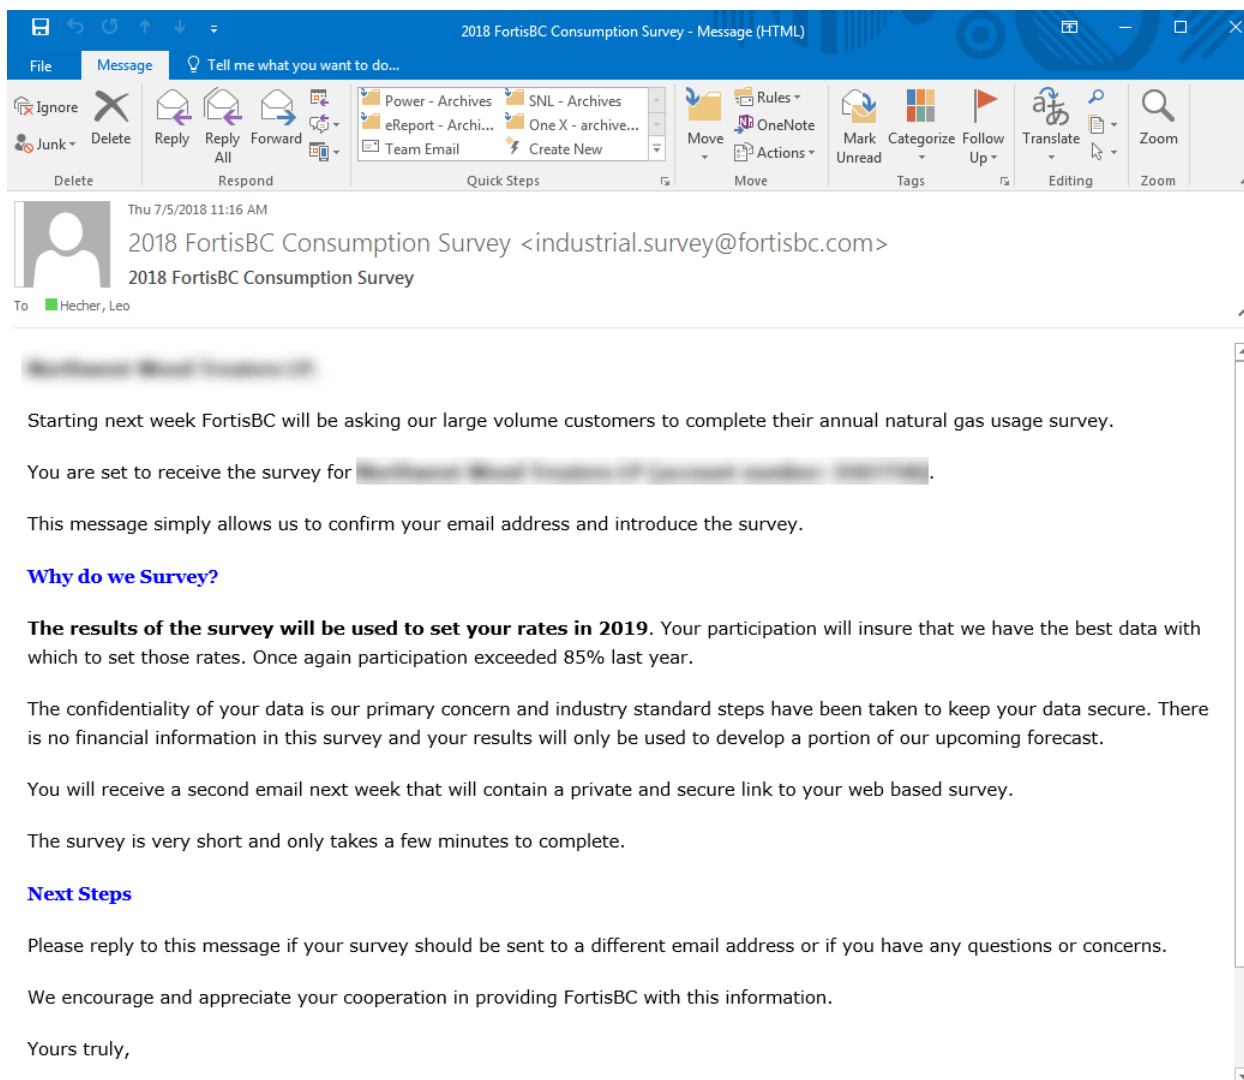 2018 FortisBC Consumption Survey - Message (HTML)
File Message Tell me what you want to do...
Ignore
Junk
Delete
Reply
Reply All
Forward
Power - Archives
eReport - Archi...
Team Email
SNL - Archives
One X - archive...
Create New
Move
Rules
OneNote
Actions
Mark Unread
Categorize
Follow Up
Translate
Zoom
Delete Respond Quick Steps Move Tags Editing Zoom
Thu 7/5/2018 11:16 AM
2018 FortisBC Consumption Survey <industrial.survey@fortisbc.com>
2018 FortisBC Consumption Survey
To Hecher, Leo
Starting next week FortisBC will be asking our large volume customers to complete their annual natural gas usage survey.
You are set to receive the survey for .
This message simply allows us to confirm your email address and introduce the survey.
Why do we Survey?
The results of the survey will be used to set your rates in 2019. Your participation will insure that we have the best data with
which to set those rates. Once again participation exceeded 85% last year.
The confidentiality of your data is our primary concern and industry standard steps have been taken to keep your data secure. There
is no financial information in this survey and your results will only be used to develop a portion of our upcoming forecast.
You will receive a second email next week that will contain a private and secure link to your web based survey.
The survey is very short and only takes a few minutes to complete.
Next Steps
Please reply to this message if your survey should be sent to a different email address or if you have any questions or concerns.
We encourage and appreciate your cooperation in providing FortisBC with this information.
Yours truly,